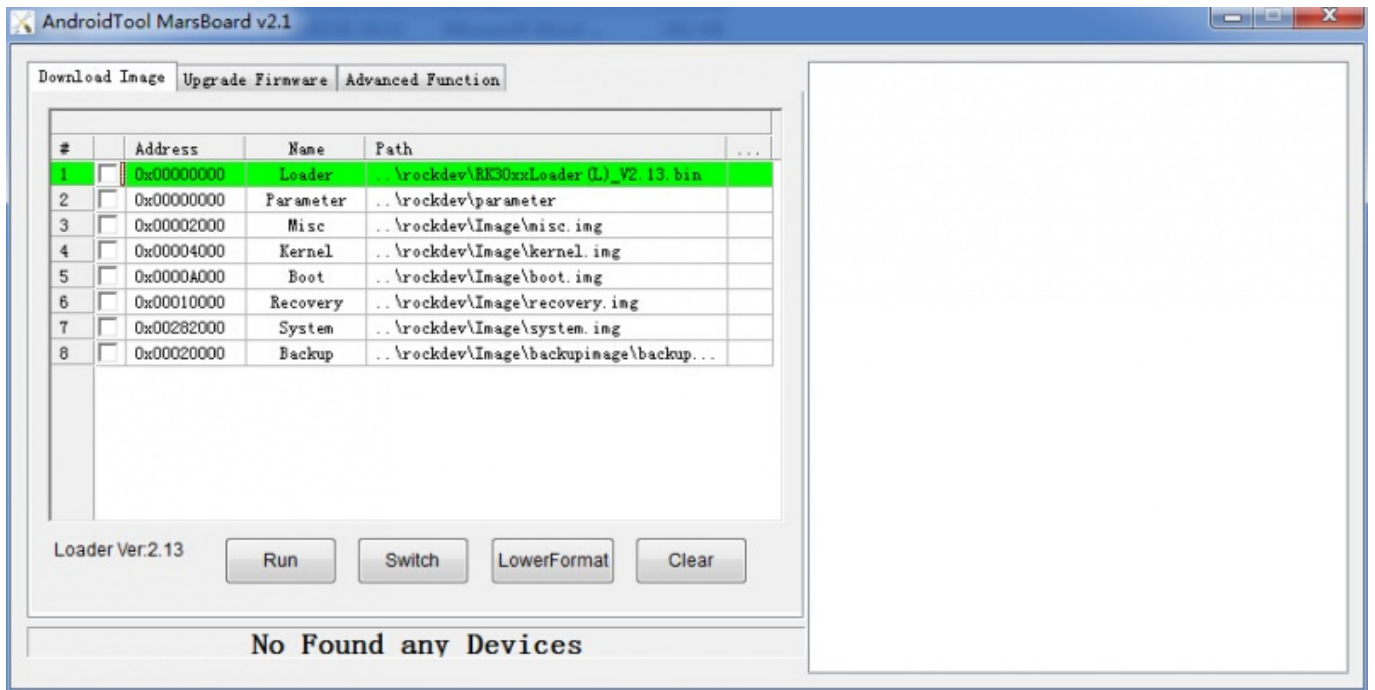 AndroidTool MarsBoard v2.1
Download Image Upgrade Firmware Advanced Function
# Address Name Path ...
1 0x00000000 Loader ..\rockdev\RK30xxLoader(L)_V2.13.bin
2 0x00000000 Parameter ..\rockdev\parameter
3 0x00002000 Misc ..\rockdev\Image\misc.img
4 0x00004000 Kernel ..\rockdev\Image\kernel.img
5 0x0000A000 Boot ..\rockdev\Image\boot.img
6 0x00010000 Recovery ..\rockdev\Image\recovery.img
7 0x00282000 System ..\rockdev\Image\system.img
8 0x00020000 Backup ..\rockdev\Image\backupimage\backup...
Loader Ver:2.13 Run Switch LowerFormat Clear
No Found any Devices